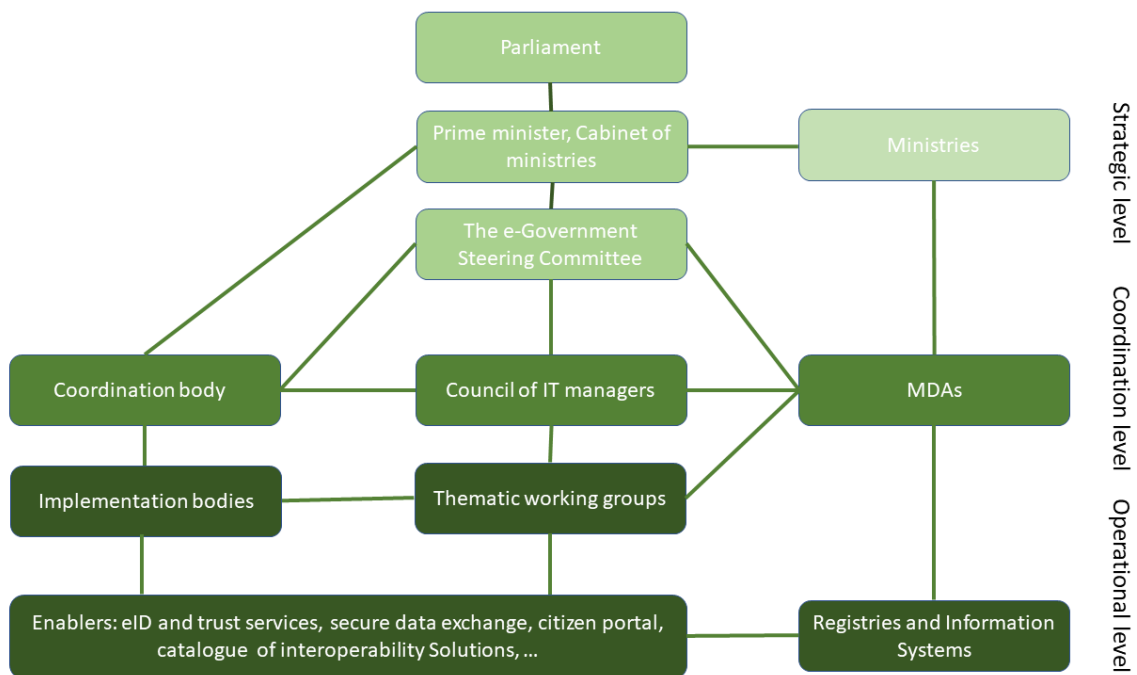 Parliament
Prime minister, Cabinet of
ministries
Ministries
Strategic level
The e-Government
Steering Committee
Coordination body
Council of IT managers
MDAs
Coordination level
Implementation bodies
Thematic working groups
Operational level
Enablers: eID and trust services, secure data exchange, citizen portal,
catalogue of interoperability Solutions, ...
Registries and Information
Systems